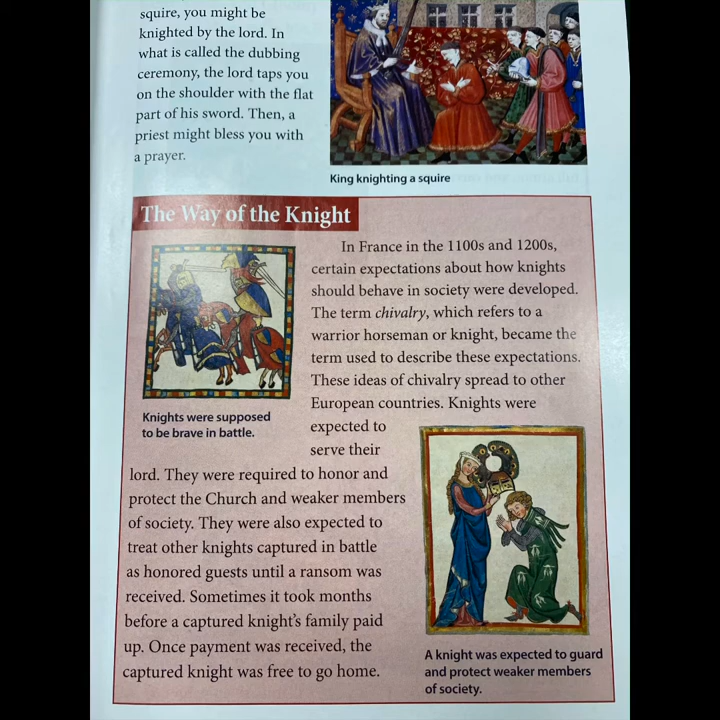 squire, you might be
knighted by the lord. In
what is called the dubbing
ceremony, the lord taps you
on the shoulder with the flat
part of his sword. Then, a
priest might bless you with
a prayer.
King knighting a squire
The Way of the Knight
In France in the 1100s and 1200s,
certain expectations about how knights
should behave in society were developed.
The term chivalry, which refers to a
warrior horseman or knight, became the
term used to describe these expectations.
These ideas of chivalry spread to other
European countries. Knights were
expected to
serve their
lord. They were required to honor and
protect the Church and weaker members
of society. They were also expected to
treat other knights captured in battle
as honored guests until a ransom was
received. Sometimes it took months
before a captured knight's family paid
up. Once payment was received, the
captured knight was free to go home.
Knights were supposed
to be brave in battle.
A knight was expected to guard
and protect weaker members
of society.